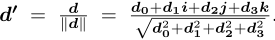 d′ = d / ‖d‖ = (d₀+d₁i+d₂j+d₃k) / √(d₀²+d₁²+d₂²+d₃²).